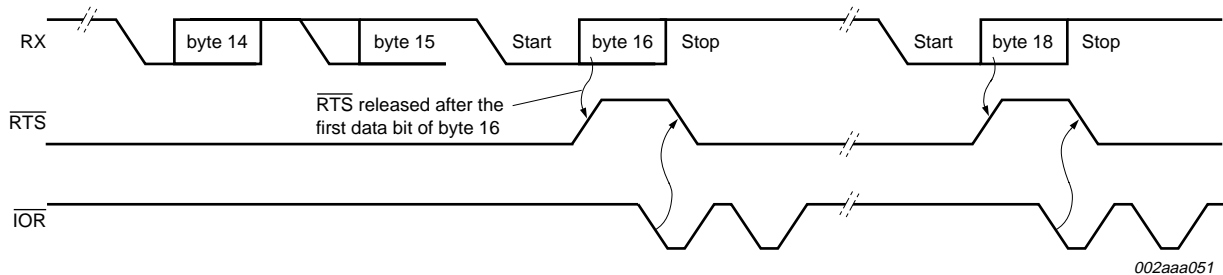 RX byte 14 byte 15 Start byte 16 Stop Start byte 18 Stop
RTS released after the
first data bit of byte 16
RTS
IOR
002aaa051